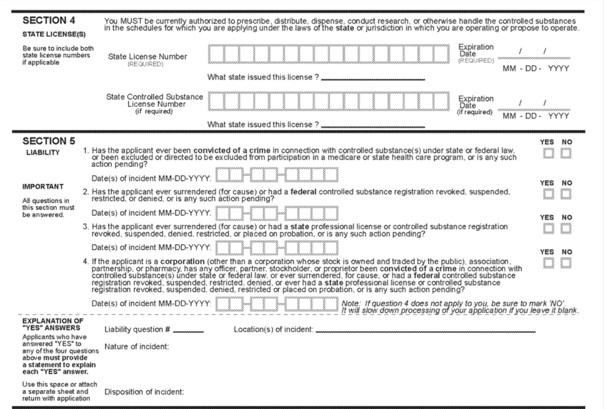 SECTION 4
STATE LICENSE(S)
Be sure to include both
state license numbers
if applicable
You MUST be currently authorized to prescribe, distribute, dispense, conduct research, or otherwise handle the controlled substances
in the schedules for which you are applying under the laws of the state or jurisdiction in which you are operating or propose to operate.
State License Number
(REQUIRED)
Expiration
Date
(REQUIRED)
/ /
MM - DD - YYYY
What state issued this license ?
State Controlled Substance
License Number
(if required)
Expiration
Date
(if required)
/ /
MM - DD - YYYY
What state issued this license ?
SECTION 5
LIABILITY
IMPORTANT
All questions in
this section must
be answered.
YES NO
1. Has the applicant ever been convicted of a crime in connection with controlled substance(s) under state or federal law,
or been excluded or directed to be excluded from participation in a medicare or state health care program, or is any such
action pending?
Date(s) of incident MM-DD-YYYY:
YES NO
2. Has the applicant ever surrendered (for cause) or had a federal controlled substance registration revoked, suspended,
restricted, or denied, or is any such action pending?
Date(s) of incident MM-DD-YYYY:
YES NO
3. Has the applicant ever surrendered (for cause) or had a state professional license or controlled substance registration
revoked, suspended, denied, restricted, or placed on probation, or is any such action pending?
Date(s) of incident MM-DD-YYYY:
YES NO
4. If the applicant is a corporation (other than a corporation whose stock is owned and traded by the public), association,
partnership, or pharmacy, has any officer, partner, stockholder, or proprietor been convicted of a crime in connection with
controlled substance(s) under state or federal law, or ever surrendered, for cause, or had a federal controlled substance
registration revoked, suspended, restricted, denied, or ever had a state professional license or controlled substance
registration revoked, suspended, denied, restricted or placed on probation, or is any such action pending?
Date(s) of incident MM-DD-YYYY:
Note: If question 4 does not apply to you, be sure to mark 'NO'.
It will slow down processing of your application if you leave it blank.
EXPLANATION OF
"YES" ANSWERS
Applicants who have
answered "YES" to
any of the four questions
above must provide
a statement to explain
each "YES" answer.
Use this space or attach
a separate sheet and
return with application
Liability question #
Location(s) of incident:
Nature of incident:
Disposition of incident: